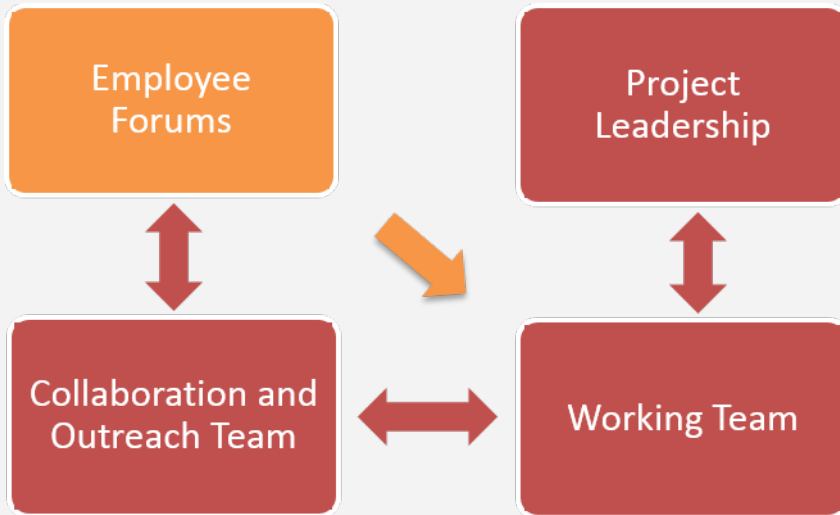 Employee
Forums
Project
Leadership
Collaboration and
Outreach Team
Working Team